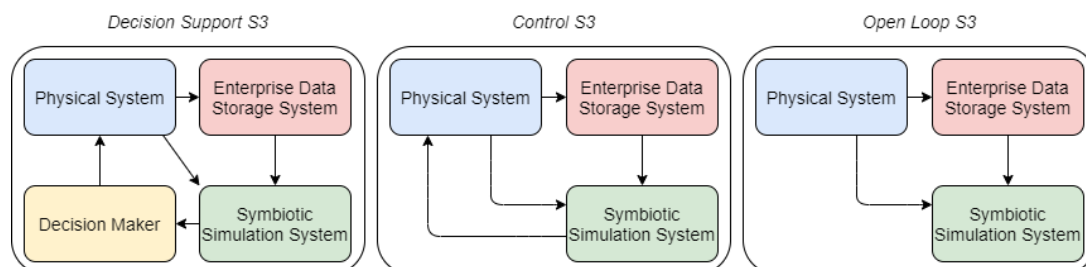 Decision Support S3
Physical System
Enterprise Data
Storage System
Decision Maker
Symbiotic
Simulation System
Control S3
Physical System
Enterprise Data
Storage System
Symbiotic
Simulation System
Open Loop S3
Physical System
Enterprise Data
Storage System
Symbiotic
Simulation System